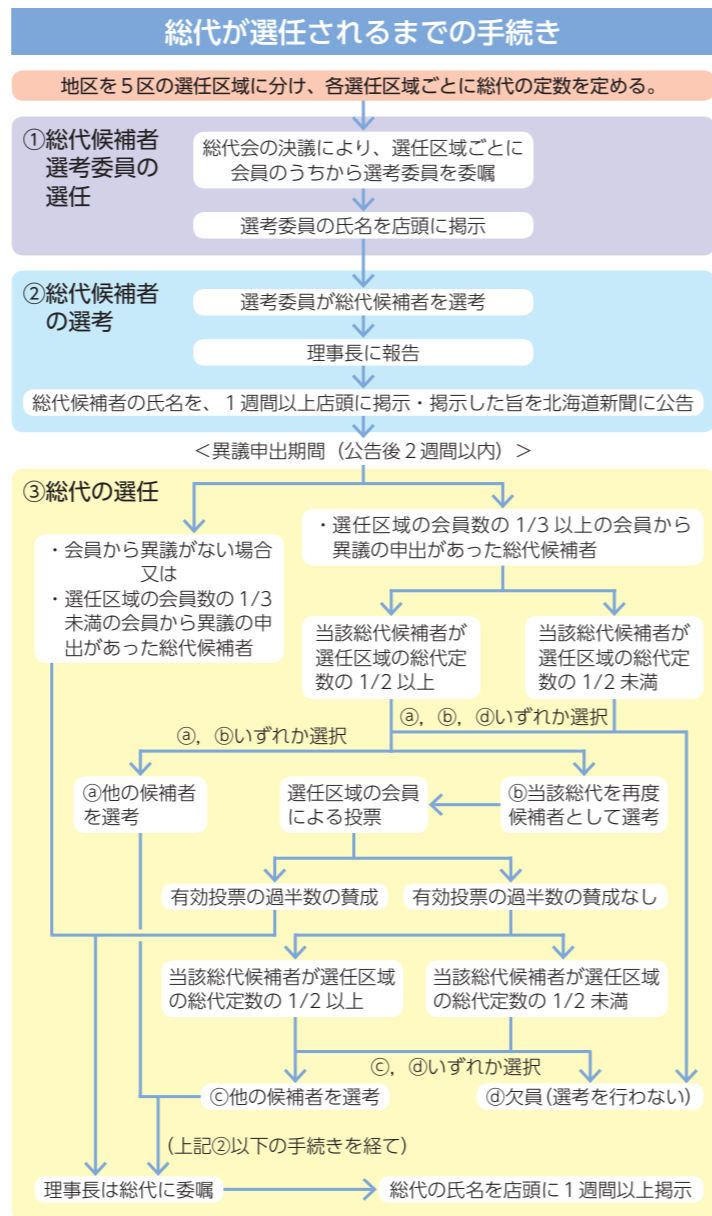 総代が選任されるまでの手続き
地区を5区の選任区域に分け、各選任区域ごとに総代の定数を定める。
①総代候補者
選考委員の
選任
総代会の決議により、選任区域ごとに
会員のうちから選考委員を委嘱
選考委員の氏名を店頭に掲示
②総代候補者
の選考
選考委員が総代候補者を選考
理事長に報告
総代候補者の氏名を、1週間以上店頭に掲示・掲示した旨を北海道新聞に公告
＜異議申出期間（公告後2週間以内）＞
③総代の選任
・会員から異議がない場合
又は
・選任区域の会員数の1/3
未満の会員から異議の申
出があった総代候補者
・選任区域の会員数の1/3以上の会員から
異議の申出があった総代候補者
当該総代候補者が
選任区域の総代定
数の1/2以上
当該総代候補者が
選任区域の総代定
数の1/2未満
ⓐ，ⓑいずれか選択
ⓐ，ⓑ，ⓓいずれか選択
ⓐ他の候補者
を選考
選任区域の会員
による投票
ⓑ当該総代を再度
候補者として選考
有効投票の過半数の賛成
有効投票の過半数の賛成なし
当該総代候補者が選任区域
の総代定数の1/2以上
当該総代候補者が選任区域
の総代定数の1/2未満
ⓒ，ⓓいずれか選択
ⓒ他の候補者を選考
ⓓ欠員(選考を行わない)
(上記②以下の手続きを経て)
理事長は総代に委嘱
総代の氏名を店頭に1週間以上掲示